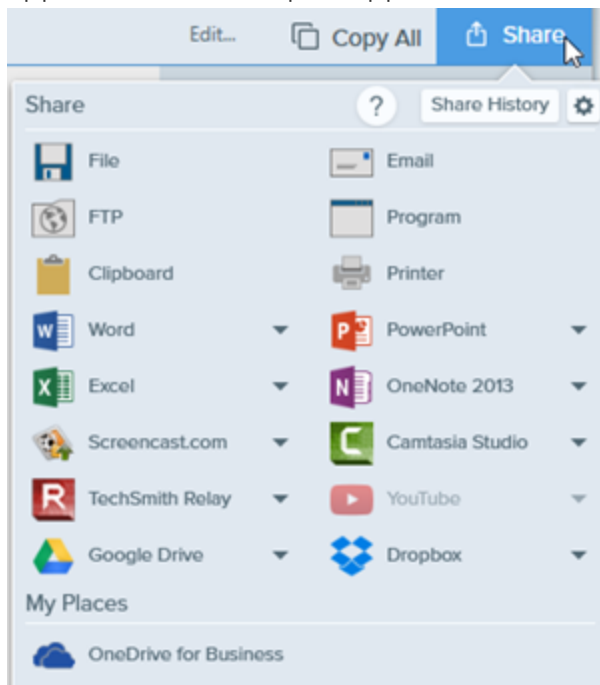 Edit... Copy All Share
Share ? Share History
File Email
FTP Program
Clipboard Printer
Word PowerPoint
Excel OneNote 2013
Screencast.com Camtasia Studio
TechSmith Relay YouTube
Google Drive Dropbox
My Places
OneDrive for Business